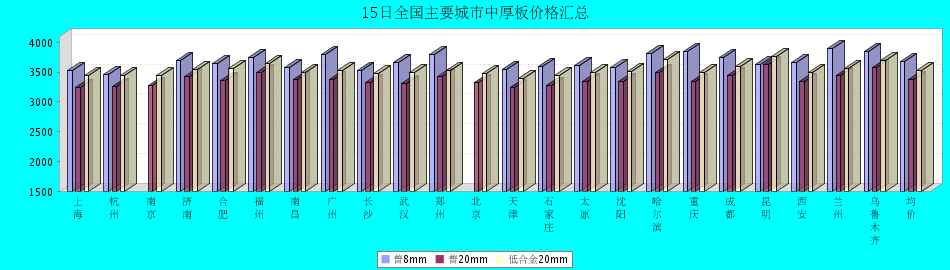 15日全国主要城市中厚板价格汇总
4000
3500
3000
2500
2000
1500
上海
杭州
南京
济南
合肥
福州
南昌
广州
长沙
武汉
郑州
北京
天津
石家庄
太原
沈阳
哈尔滨
重庆
成都
昆明
西安
兰州
乌鲁木齐
均价
普8mm 普20mm 低合金20mm